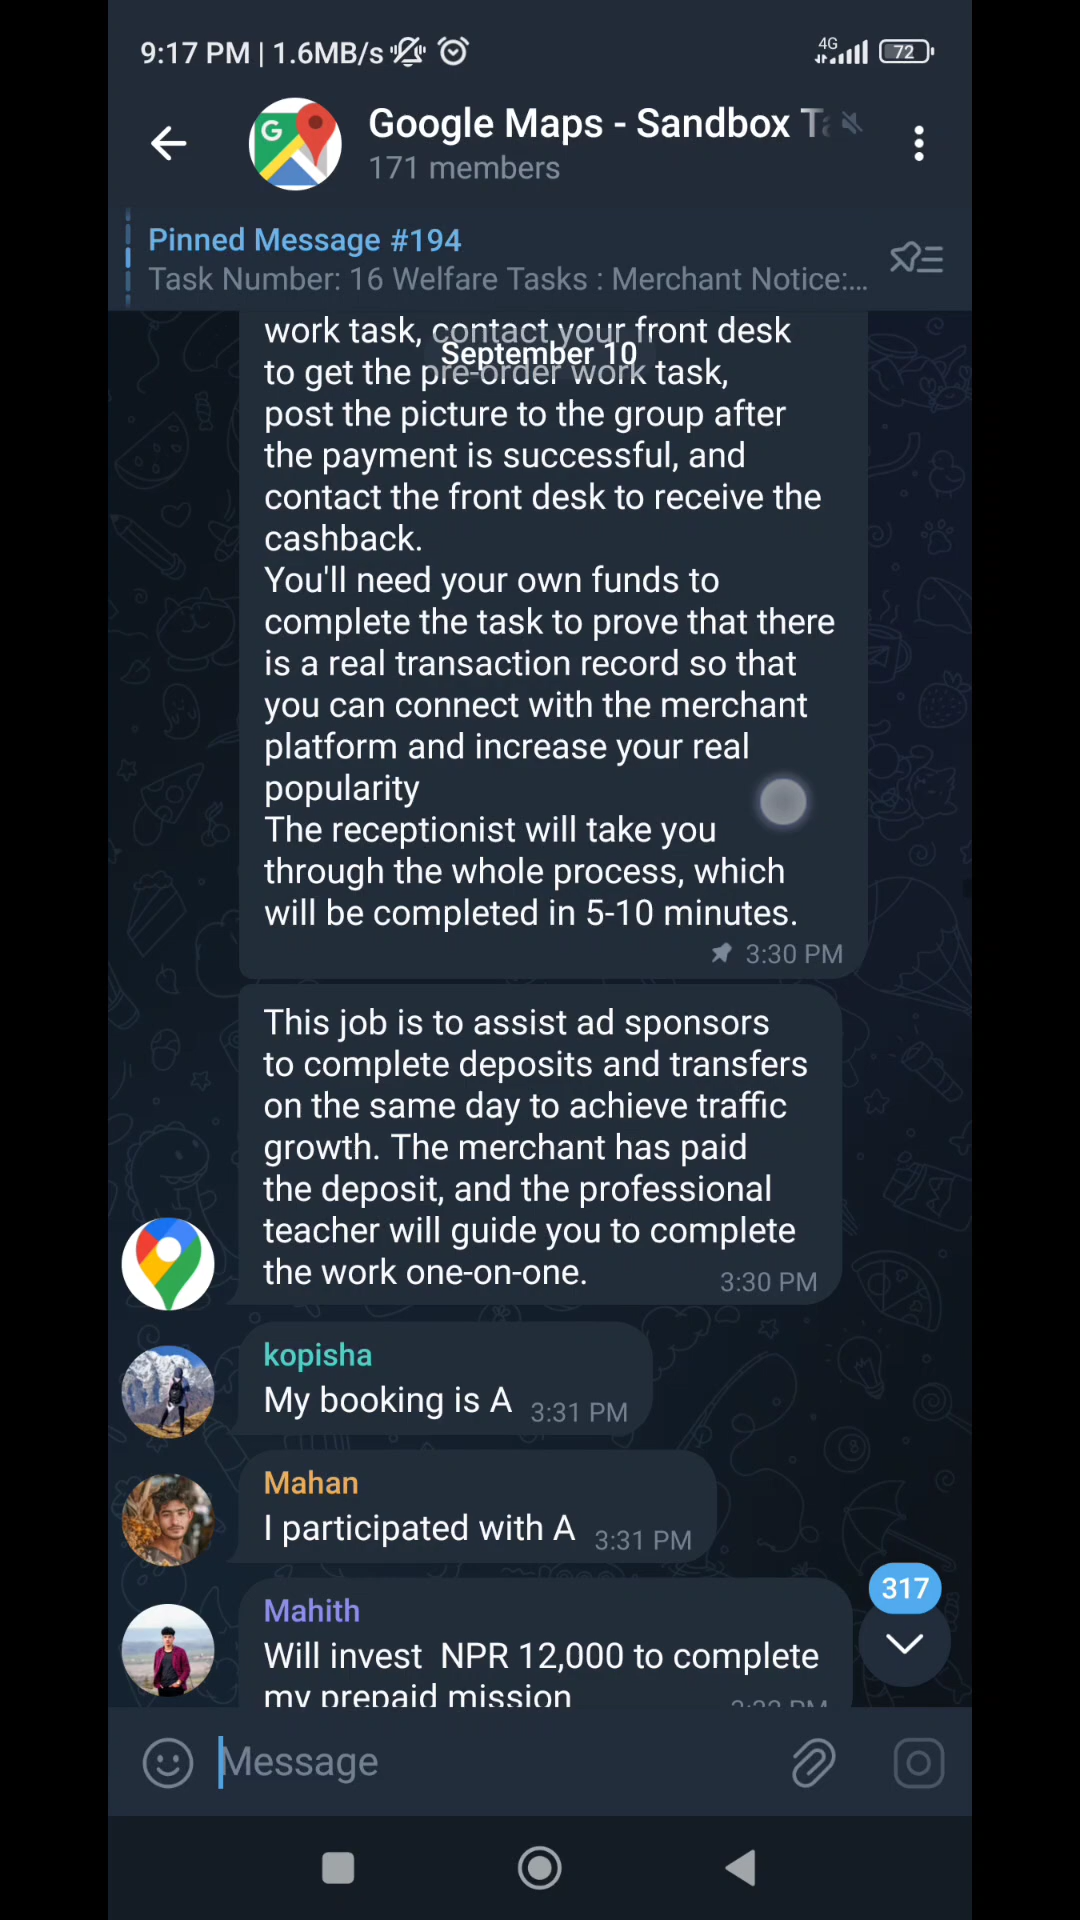 9:17 PM | 1.6MB/s
4G
72
Google Maps - Sandbox
171 members
Pinned Message #194
Task Number: 16 Welfare Tasks : Merchant Notice:...
work task, contact your front desk
September 10
to get the pre-order work task,
post the picture to the group after
the payment is successful, and
contact the front desk to receive the
cashback.
You'll need your own funds to
complete the task to prove that there
is a real transaction record so that
you can connect with the merchant
platform and increase your real
popularity
The receptionist will take you
through the whole process, which
will be completed in 5-10 minutes.
3:30 PM
This job is to assist ad sponsors
to complete deposits and transfers
on the same day to achieve traffic
growth. The merchant has paid
the deposit, and the professional
teacher will guide you to complete
the work one-on-one.
3:30 PM
kopisha
My booking is A 3:31 PM
Mahan
I participated with A 3:31 PM
317
Mahith
Will invest NPR 12,000 to complete
my prepaid mission
Message